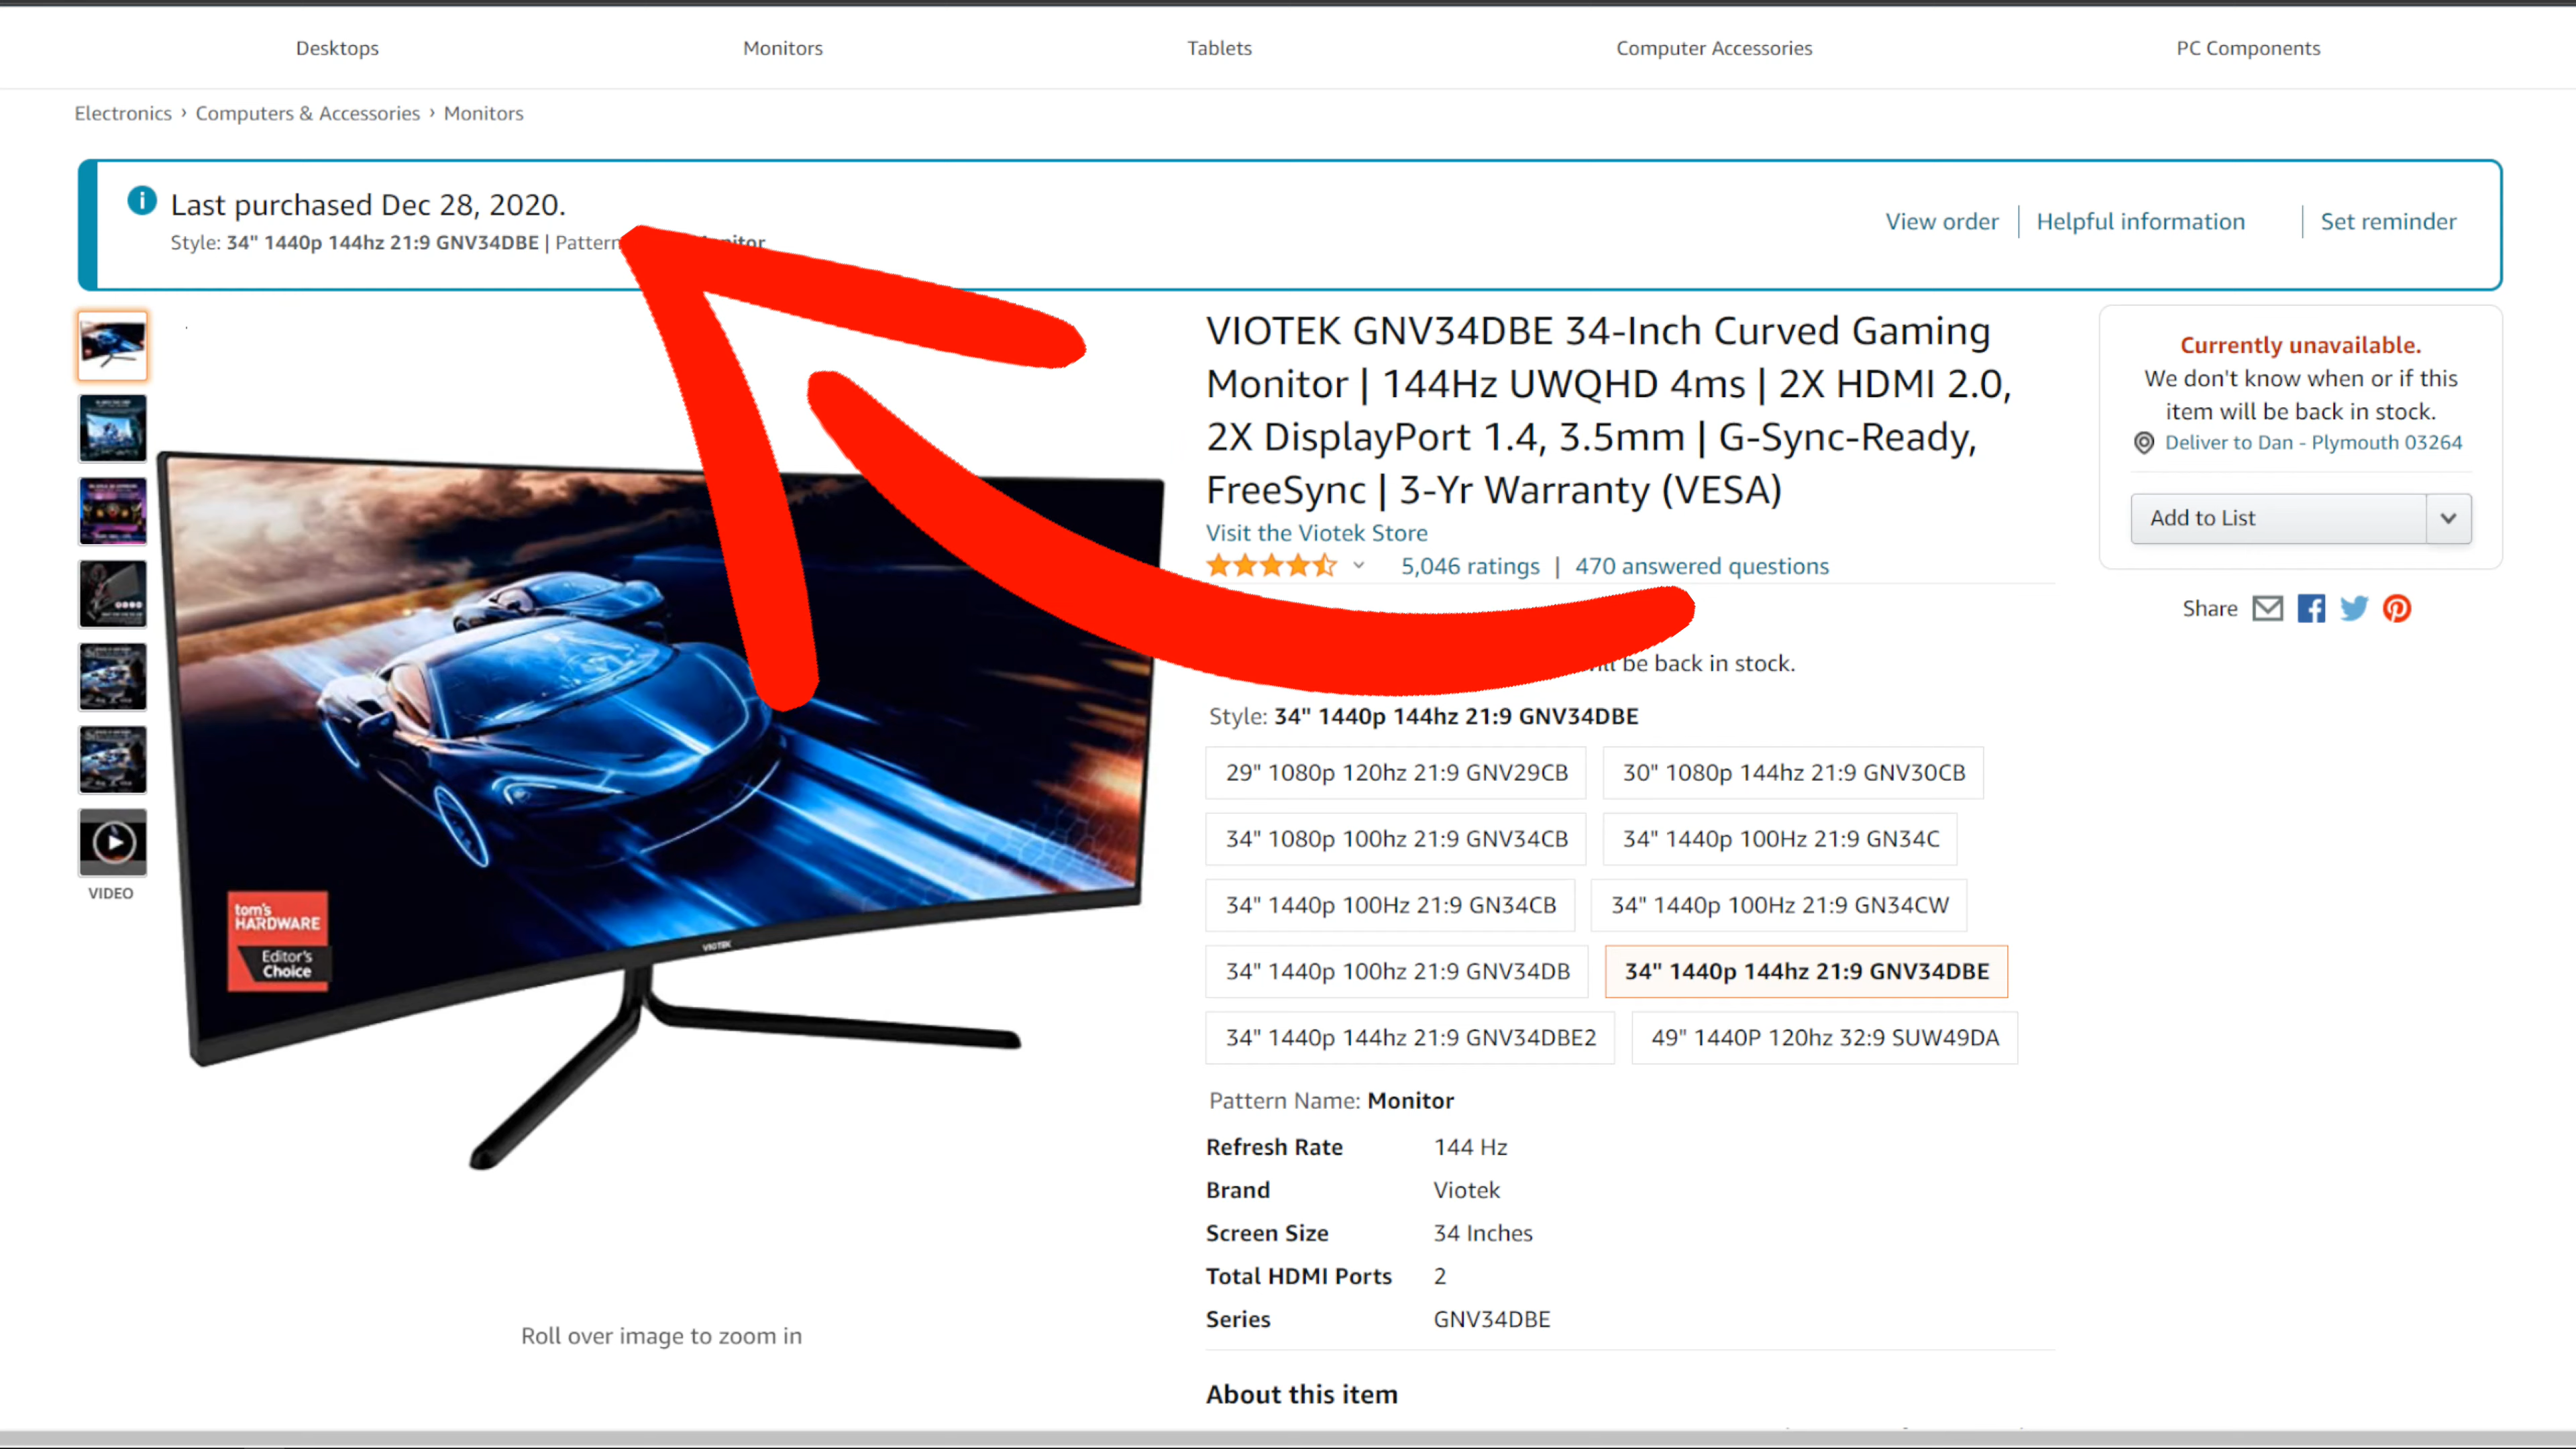 Desktops
Monitors
Tablets
Computer Accessories
PC Components
Electronics › Computers & Accessories › Monitors
Last purchased Dec 28, 2020.
Style: 34" 1440p 144hz 21:9 GNV34DBE | Pattern
View order
Helpful information
Set reminder
VIOTEK GNV34DBE 34-Inch Curved Gaming
Monitor | 144Hz UWQHD 4ms | 2X HDMI 2.0,
2X DisplayPort 1.4, 3.5mm | G-Sync-Ready,
FreeSync | 3-Yr Warranty (VESA)
Visit the Viotek Store
5,046 ratings | 470 answered questions
be back in stock.
Style: 34" 1440p 144hz 21:9 GNV34DBE
29" 1080p 120hz 21:9 GNV29CB
30" 1080p 144hz 21:9 GNV30CB
34" 1080p 100hz 21:9 GNV34CB
34" 1440p 100Hz 21:9 GN34C
34" 1440p 100Hz 21:9 GN34CB
34" 1440p 100Hz 21:9 GN34CW
34" 1440p 100hz 21:9 GNV34DB
34" 1440p 144hz 21:9 GNV34DBE
34" 1440p 144hz 21:9 GNV34DBE2
49" 1440P 120hz 32:9 SUW49DA
Pattern Name: Monitor
Refresh Rate 144 Hz
Brand Viotek
Screen Size 34 Inches
Total HDMI Ports 2
Series GNV34DBE
About this item
Currently unavailable.
We don't know when or if this
item will be back in stock.
Deliver to Dan - Plymouth 03264
Add to List
Share
VIDEO
tom's
HARDWARE
Editor's
Choice
VIOTEK
Roll over image to zoom in